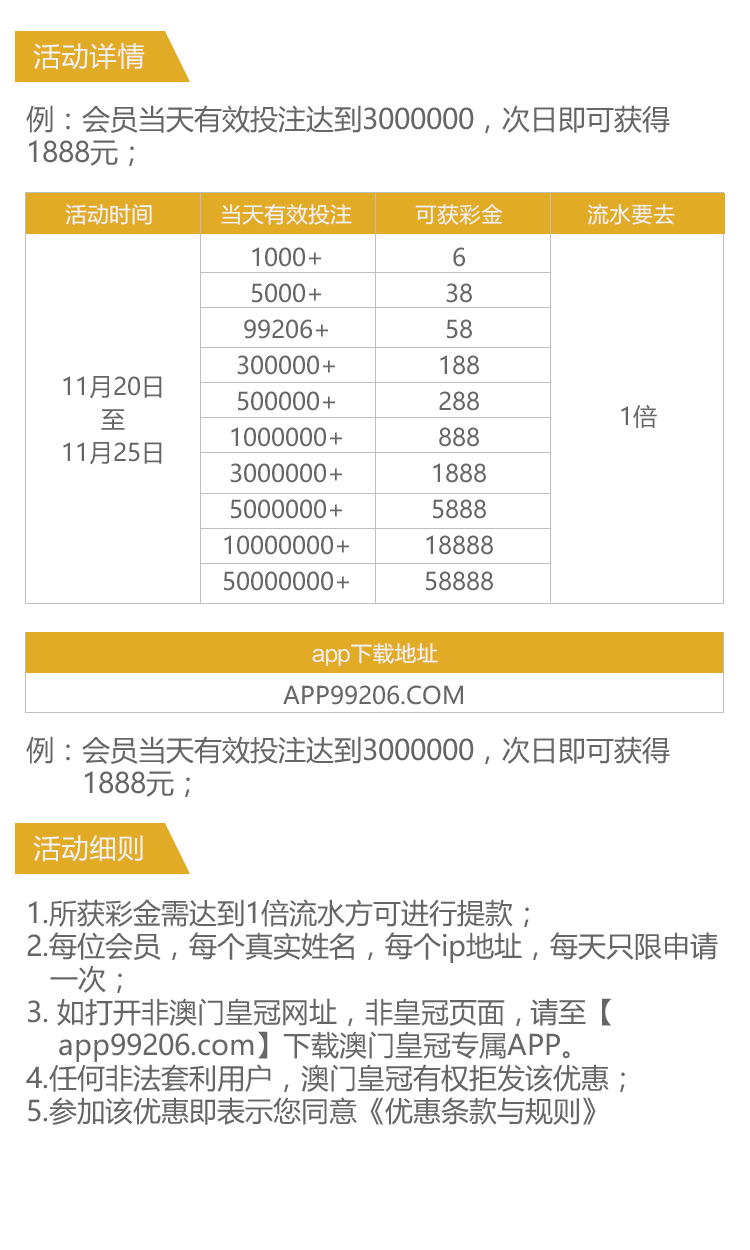 活动详情
例：会员当天有效投注达到3000000，次日即可获得
1888元；
活动时间 当天有效投注 可获彩金 流水要去
1000+ 6
5000+ 38
99206+ 58
300000+ 188
11月20日
至
11月25日
500000+ 288
1倍
1000000+ 888
3000000+ 1888
5000000+ 5888
10000000+ 18888
50000000+ 58888
app下载地址
APP99206.COM
例：会员当天有效投注达到3000000，次日即可获得
1888元；
活动细则
1.所获彩金需达到1倍流水方可进行提款；
2.每位会员，每个真实姓名，每个ip地址，每天只限申请
一次；
3. 如打开非澳门皇冠网址，非皇冠页面，请至【
app99206.com】下载澳门皇冠专属APP。
4.任何非法套利用户，澳门皇冠有权拒发该优惠；
5.参加该优惠即表示您同意《优惠条款与规则》